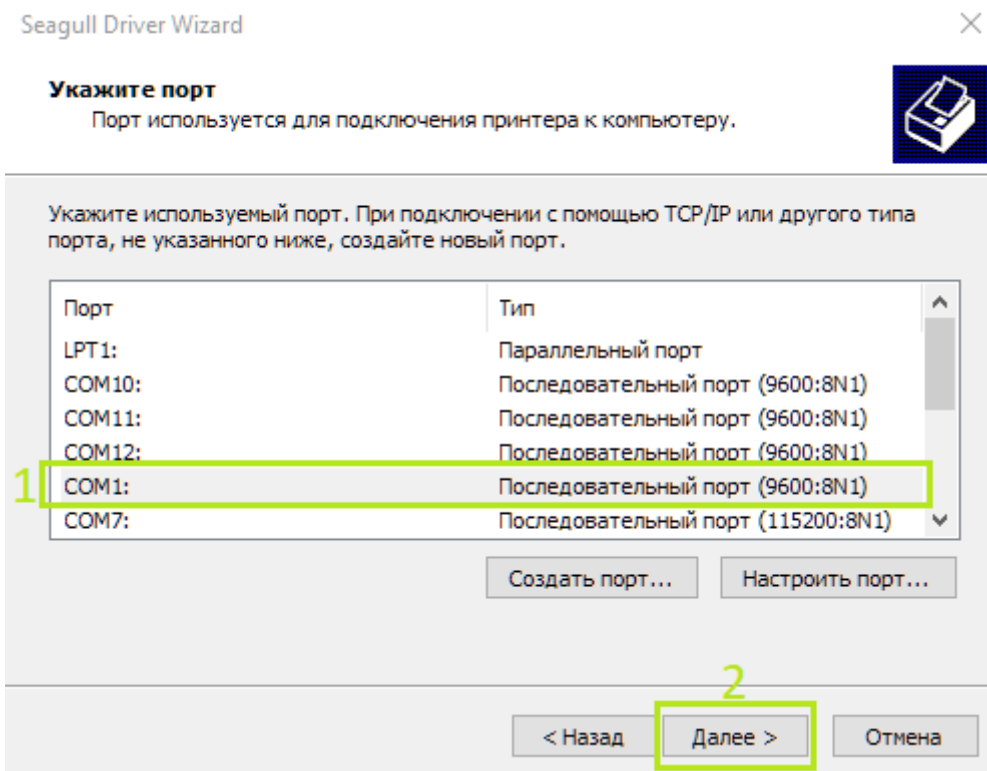 Seagull Driver Wizard
Укажите порт
Порт используется для подключения принтера к компьютеру.
Укажите используемый порт. При подключении с помощью TCP/IP или другого типа
порта, не указанного ниже, создайте новый порт.
Порт Тип
LPT1: Параллельный порт
COM10: Последовательный порт (9600:8N1)
COM11: Последовательный порт (9600:8N1)
COM12: Последовательный порт (9600:8N1)
1 COM1: Последовательный порт (9600:8N1)
COM7: Последовательный порт (115200:8N1)
Создать порт... Настроить порт...
2
< Назад Далее > Отмена